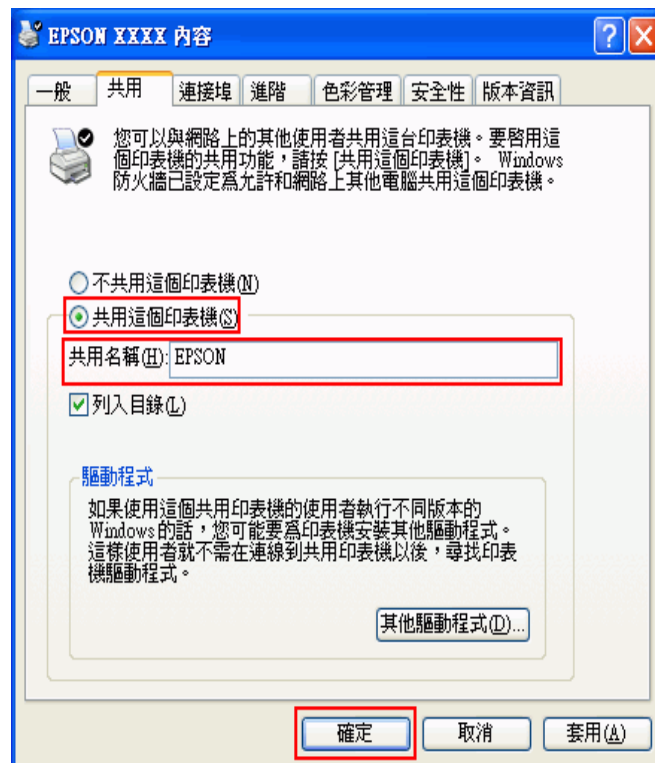 EPSON XXXX 內容
一般 共用 連接埠 進階 色彩管理 安全性 版本資訊
您可以與網路上的其他使用者共用這台印表機。要啓用這
個印表機的共用功能，請按 [共用這個印表機]。 Windows
防火牆已設定爲允許和網路上其他電腦共用這個印表機。
不共用這個印表機(N)
共用這個印表機(S)
共用名稱(H): EPSON
列入目錄(L)
驅動程式
如果使用這個共用印表機的使用者執行不同版本的
Windows 的話，您可能要爲印表機安裝其他驅動程式。
這樣使用者就不需在連線到共用印表機以後，尋找印表
機驅動程式。
其他驅動程式(D)...
確定 取消 套用(A)